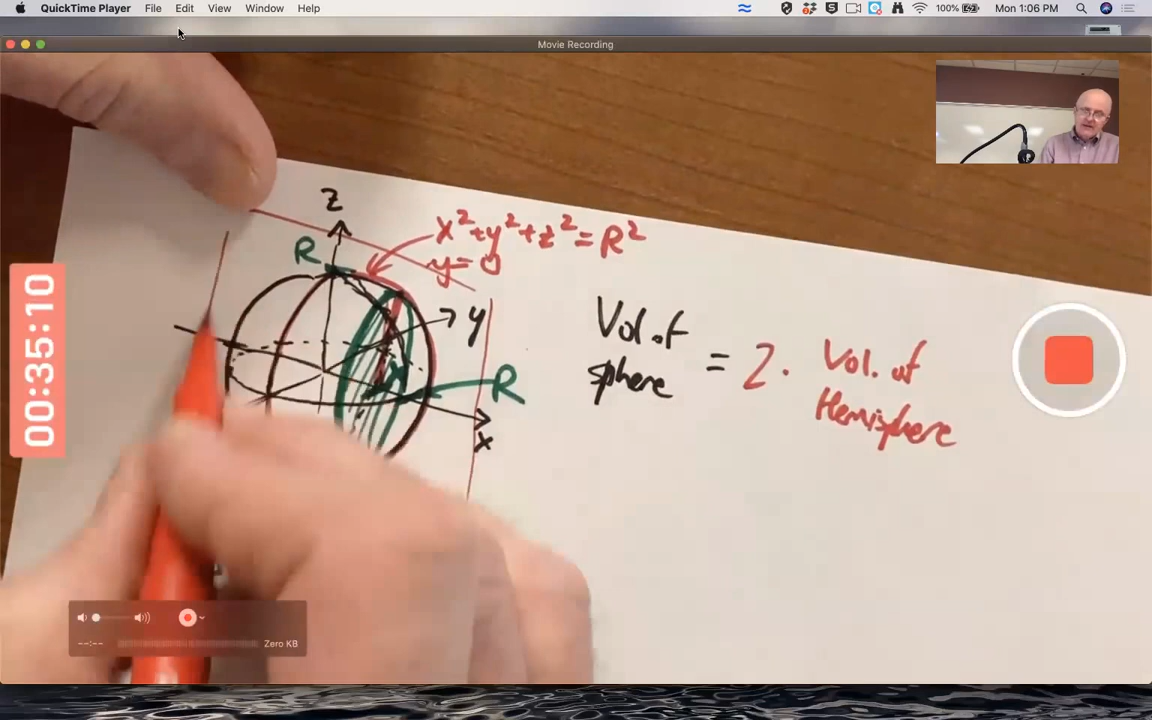 QuickTime Player File Edit View Window Help 100% Mon 1:06 PM
Movie Recording
00:35:10
z
R
x²+y²+z²=R²
y=0
y
R
x
Vol. of
sphere = 2. Vol. of
Hemisphere
--:-- Zero KB